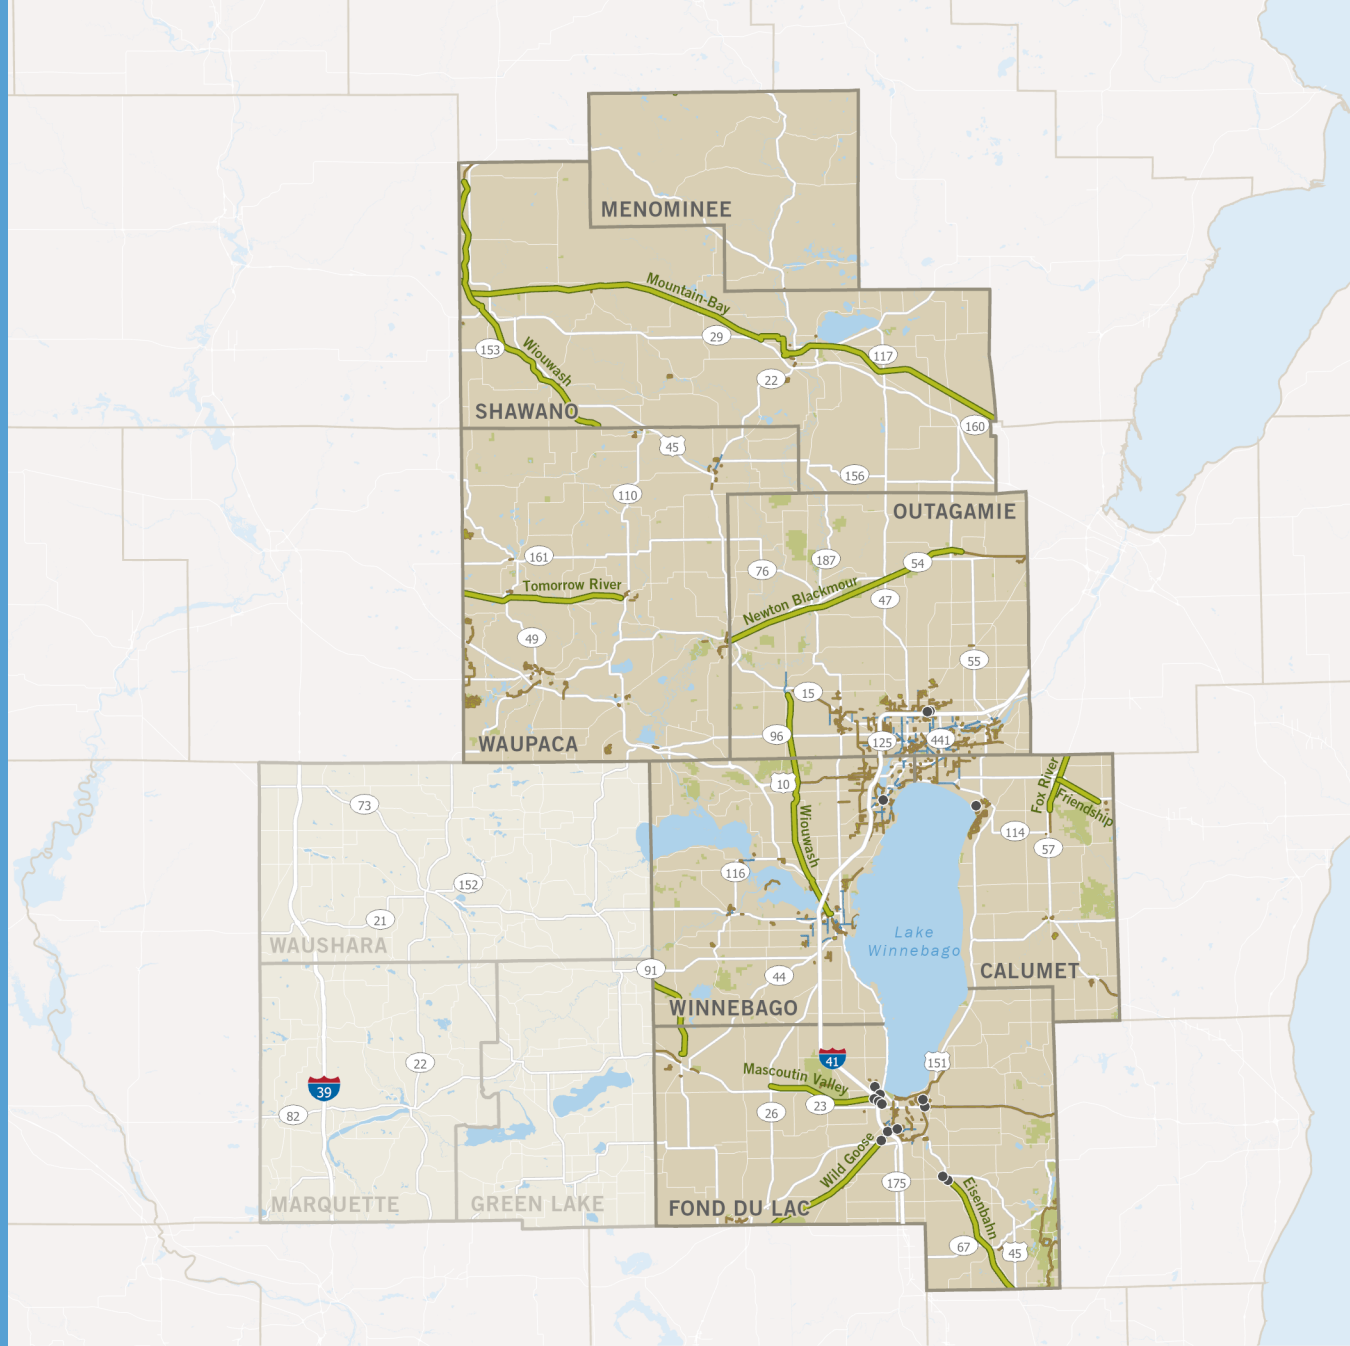 MENOMINEE
Mountain-Bay
29
153
Wiouwash
117
22
SHAWANO
160
45
156
110
OUTAGAMIE
161
187
54
76
Tomorrow River
Newton Blackmour
47
49
55
15
96
125
441
WAUPACA
10
Fox River
Friendship
73
Wiouwash
114
57
116
152
21
Lake
Winnebago
WAUSHARA
91
44
CALUMET
WINNEBAGO
41
151
22
Mascoutin Valley
39
82
26
23
Wild Goose
175
Eisenbahn
MARQUETTE
GREEN LAKE
FOND DU LAC
67
45